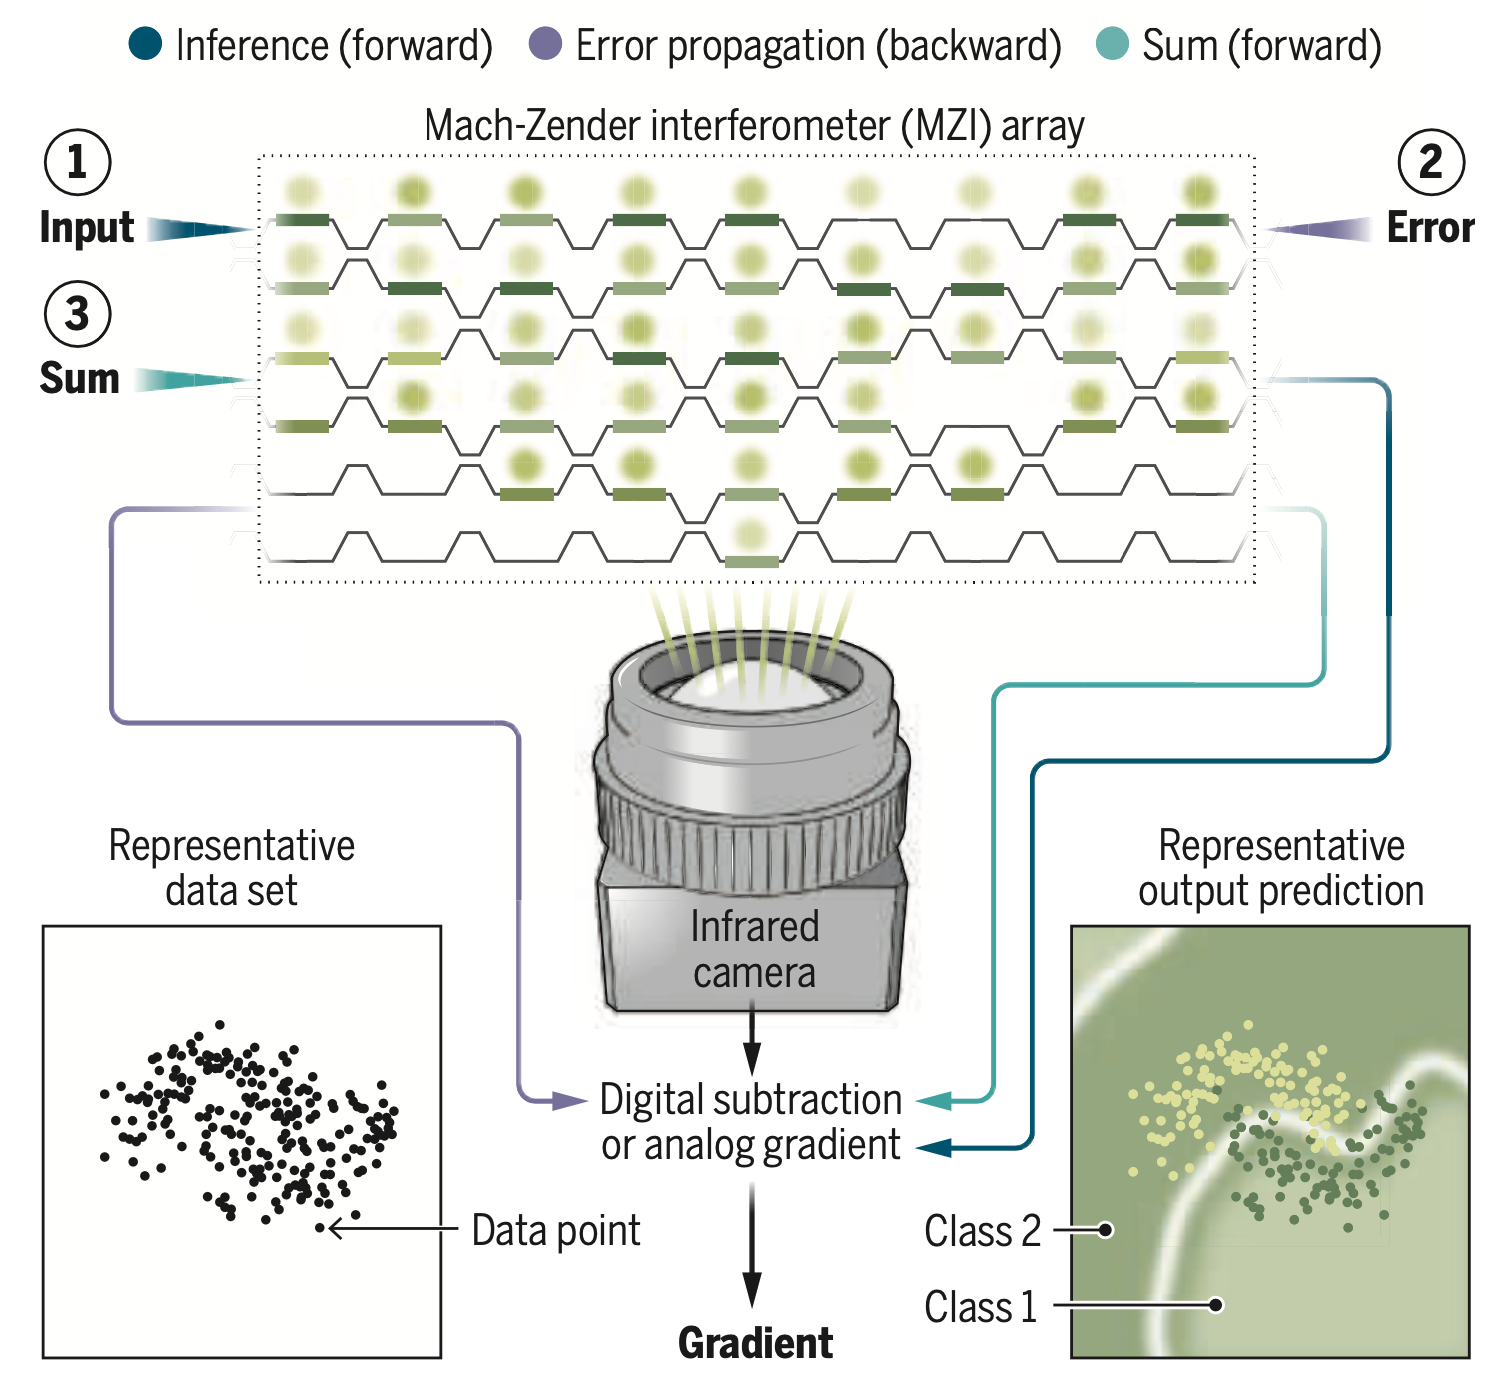 Inference (forward)
Error propagation (backward)
Sum (forward)
Mach-Zender interferometer (MZI) array
1
Input
2
Error
3
Sum
Infrared
camera
Representative
data set
Representative
output prediction
Digital subtraction
or analog gradient
Data point
Class 2
Class 1
Gradient